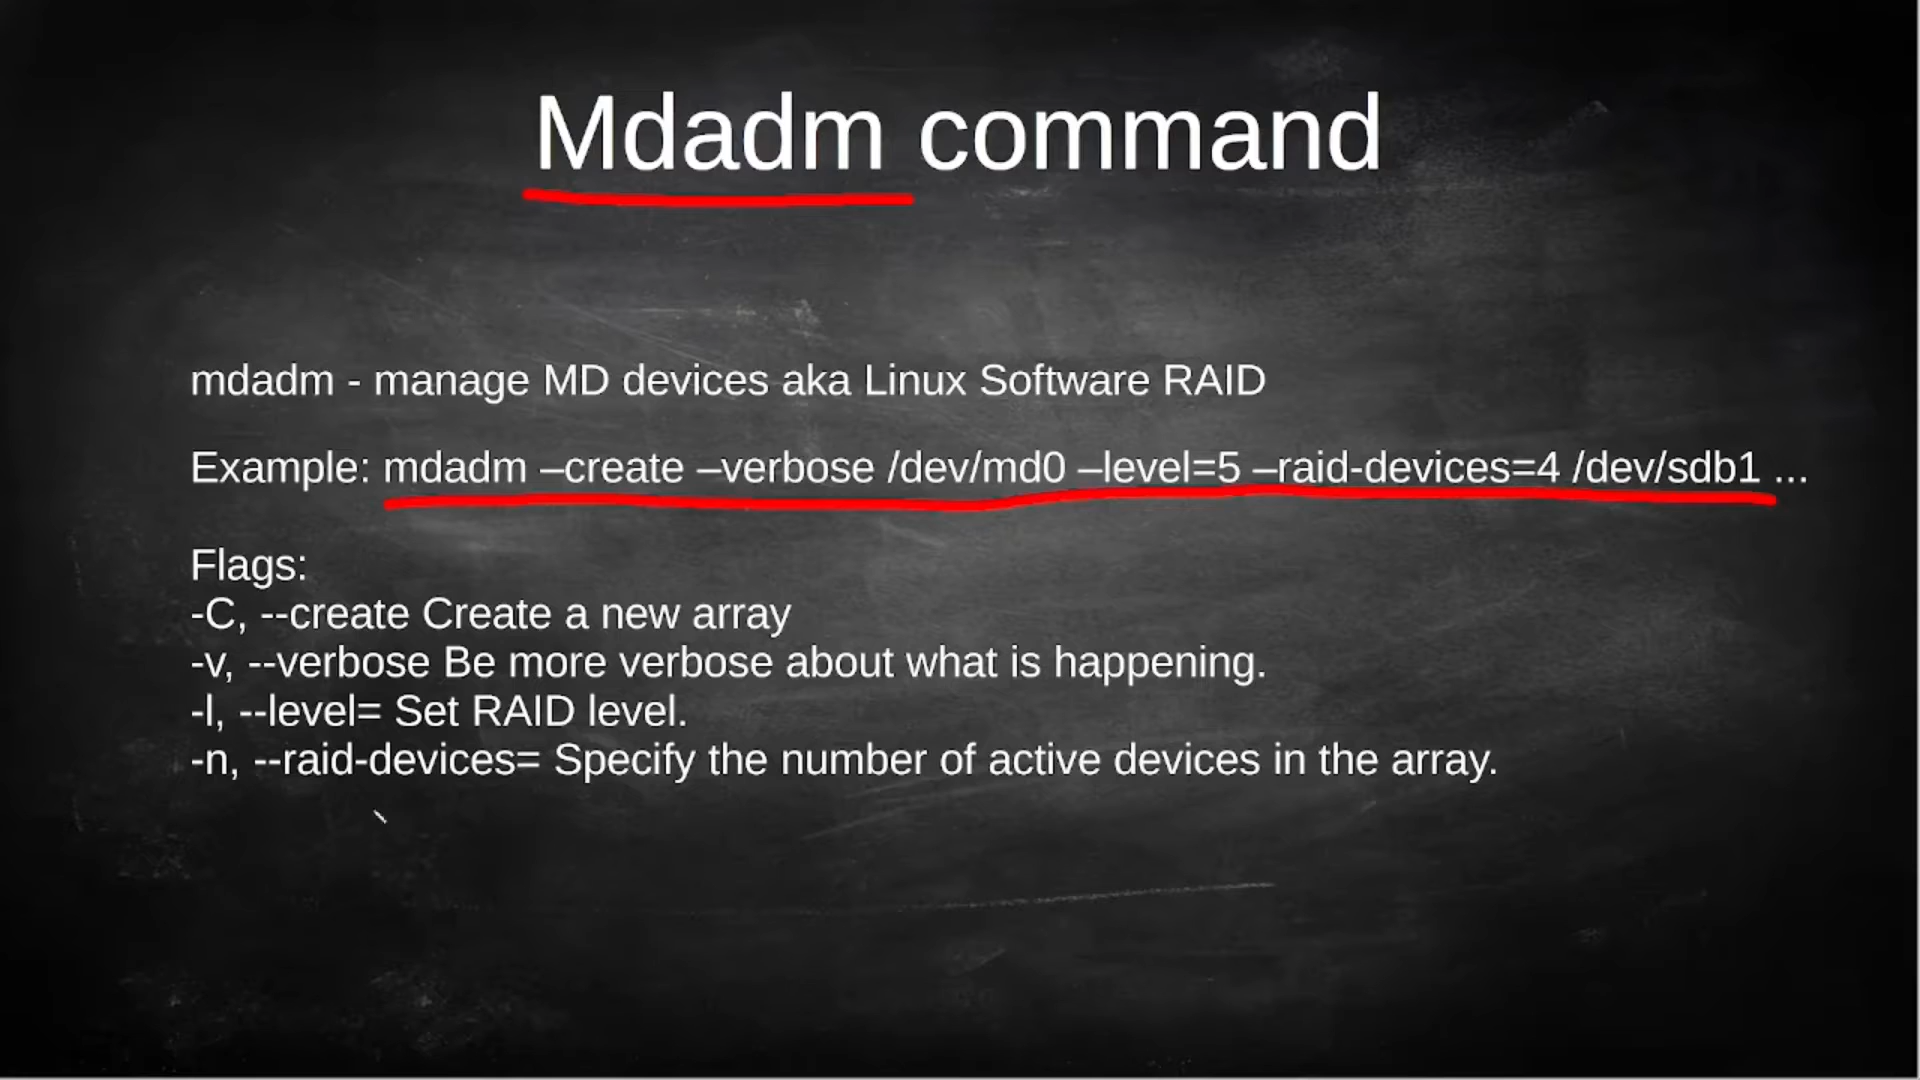 Mdadm command
mdadm - manage MD devices aka Linux Software RAID
Example: mdadm –create –verbose /dev/md0 –level=5 –raid-devices=4 /dev/sdb1 ...
Flags:
-C, --create Create a new array
-v, --verbose Be more verbose about what is happening.
-l, --level= Set RAID level.
-n, --raid-devices= Specify the number of active devices in the array.